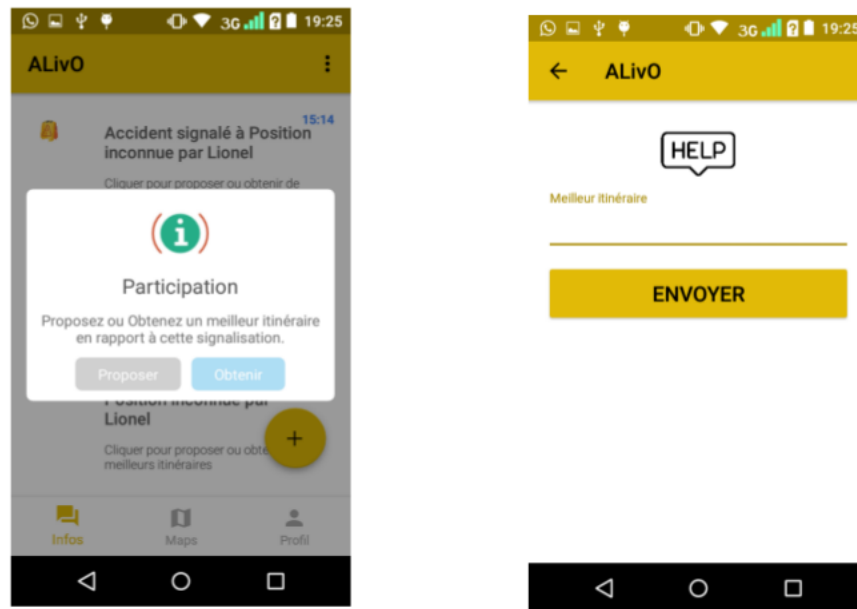 3G 19:25
ALivO
15:14
Accident signalé à Position
inconnue par Lionel
Cliquer pour proposer ou obtenir de
Participation
Proposez ou Obtenez un meilleur itinéraire
en rapport à cette signalisation.
Proposer Obtenir
Position inconnue par
Lionel
Cliquer pour proposer ou obte
meilleurs itinéraires
Infos Maps Profil
3G 19:25
ALivO
HELP
Meilleur itinéraire
ENVOYER